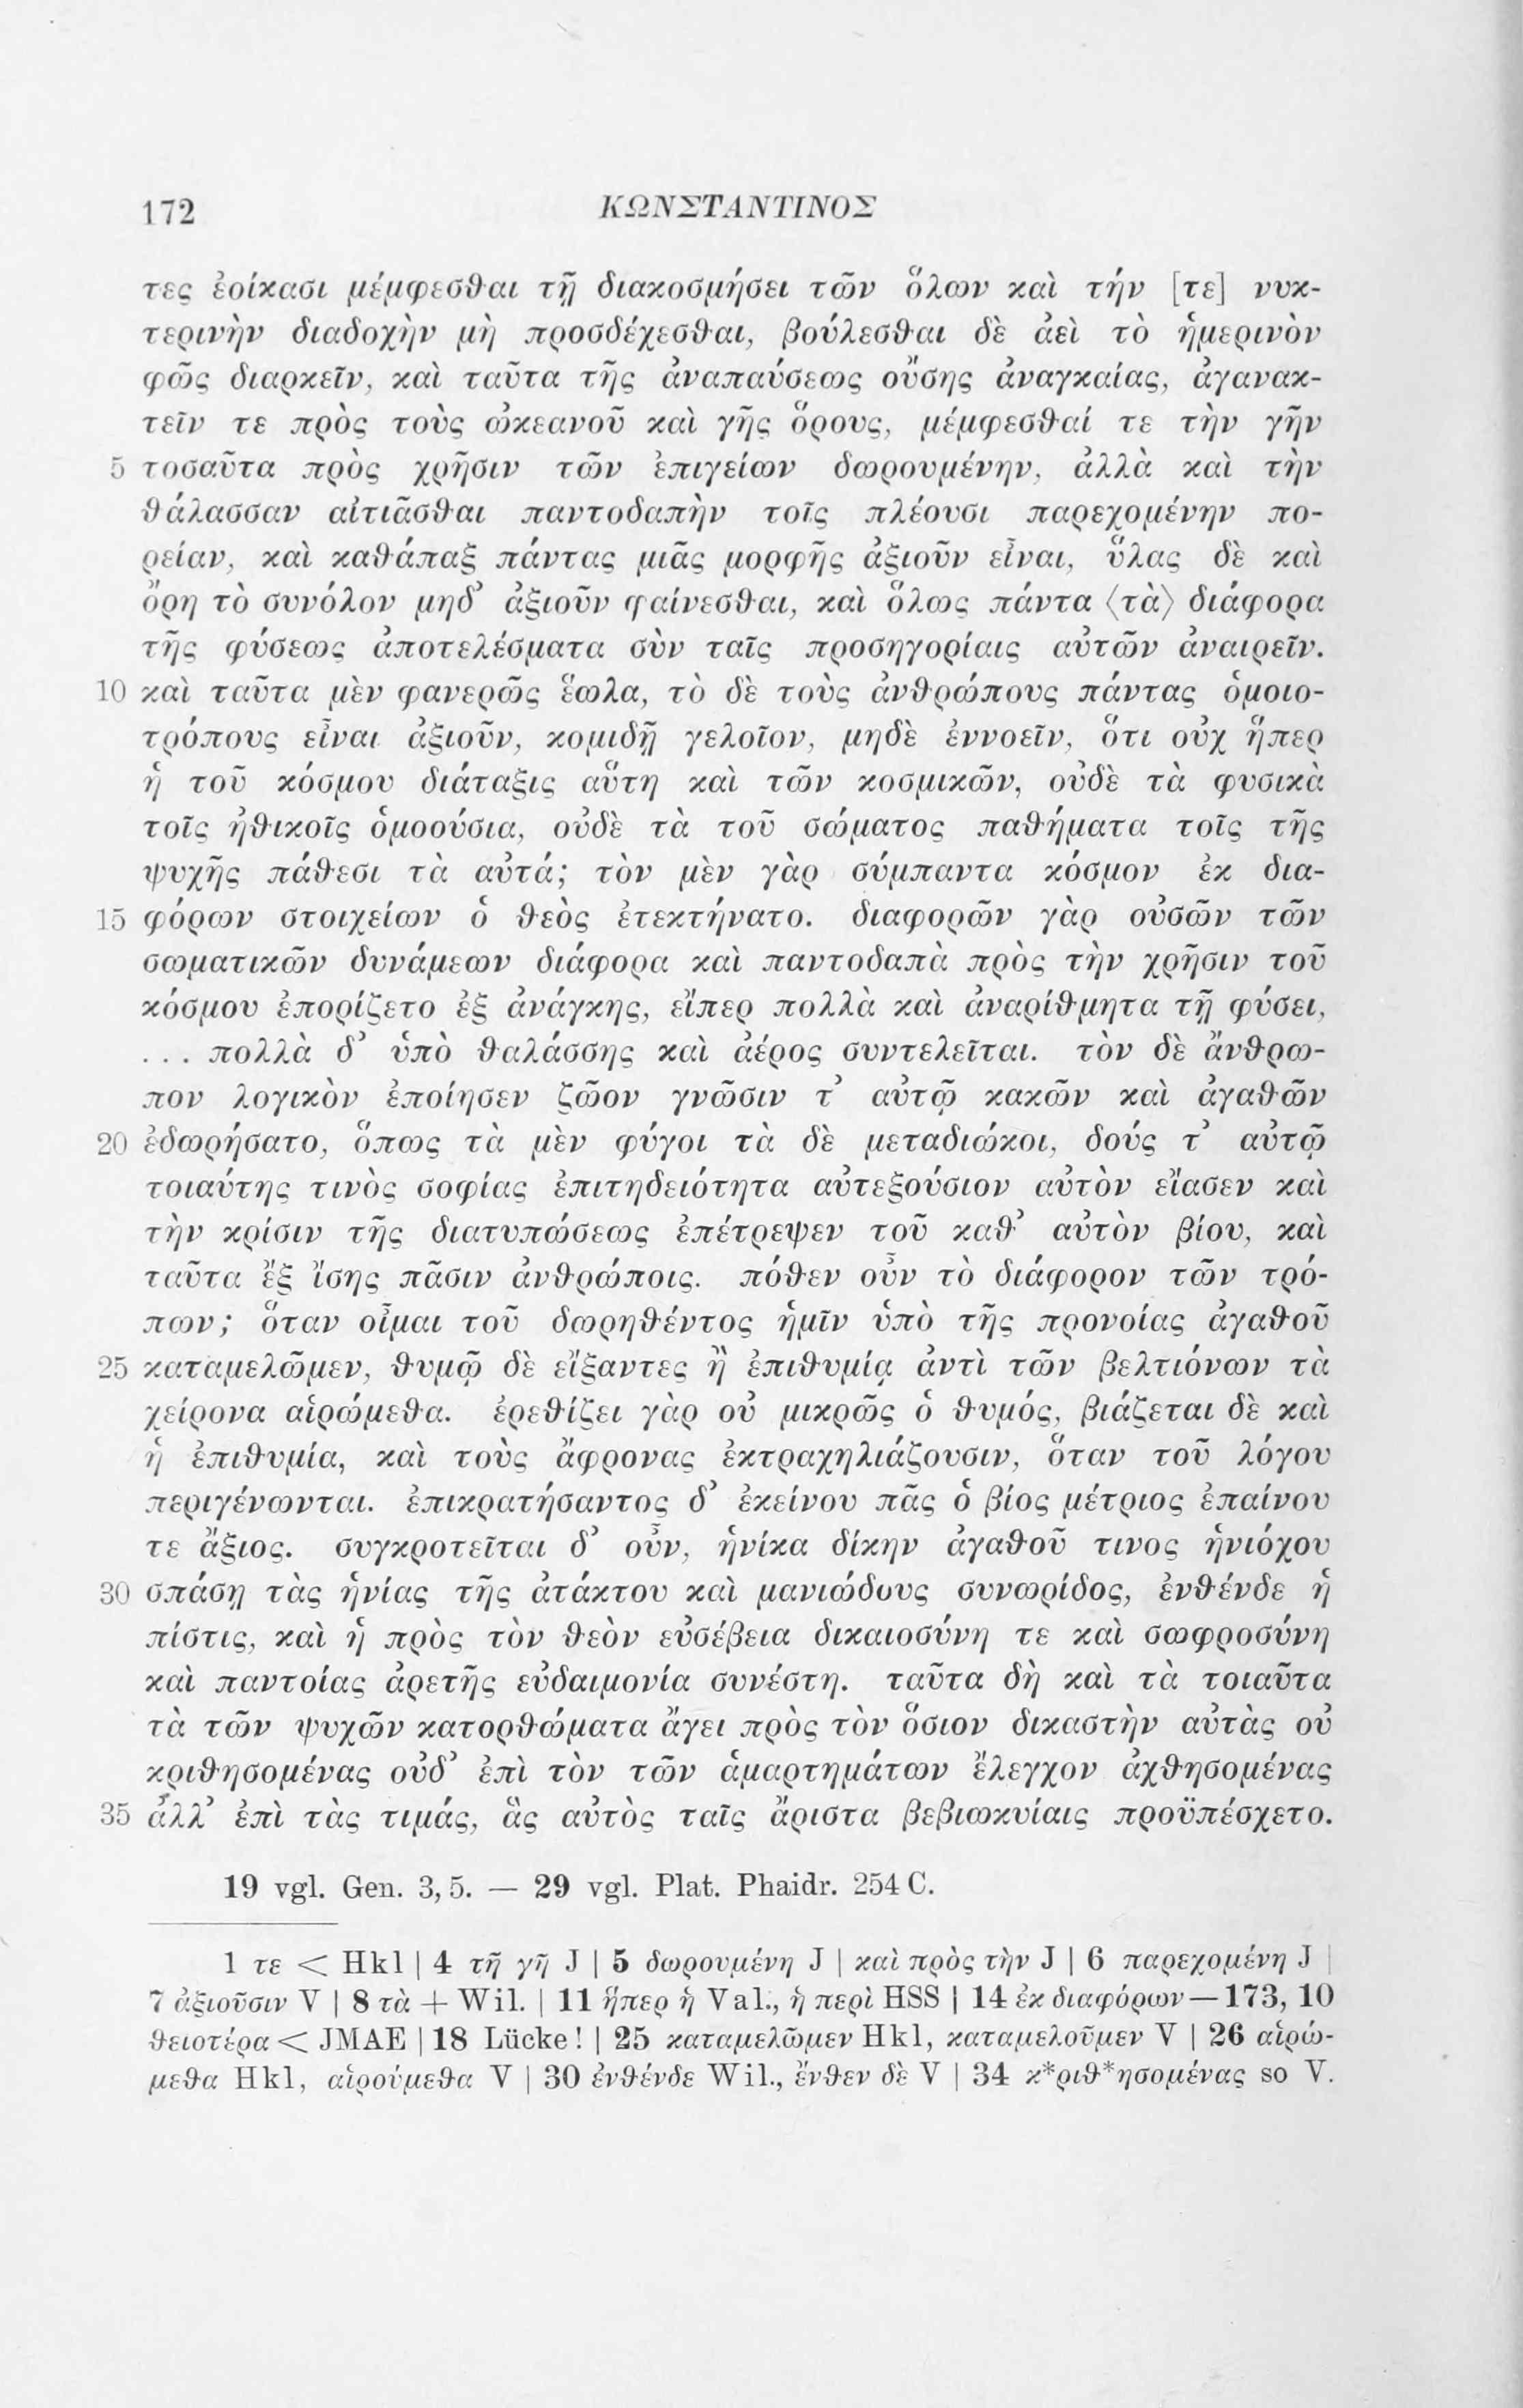 172 ΚΩΝΣΤΑΝΤΙΝΟΣ
τες ἐοίκασι μέμφεσθαι τῇ διακοσμήσει τῶν ὅλων καὶ τήν [τε] νυκ-
τερινὴν διαδοχὴν μὴ προσδέχεσθαι, βούλεσθαι δὲ ἀεὶ τὸ ἡμερινὸν
φῶς διαρκεῖν, καὶ ταῦτα τῆς ἀναπαύσεως οὔσης ἀναγκαίας, ἀγανακ-
τεῖν τε πρὸς τοὺς ὠκεανοῦ καὶ γῆς ὅρους, μέμφεσθαί τε τὴν γῆν
5 τοσαῦτα πρὸς χρῆσιν τῶν ἐπιγείων δωρουμένην, ἀλλὰ καὶ τὴν
θάλασσαν αἰτιᾶσθαι παντοδαπὴν τοῖς πλέουσι παρεχομένην πο-
ρείαν, καὶ καθάπαξ πάντας μιᾶς μορφῆς ἀξιοῦν εἶναι, ὕλας δὲ καὶ
ὄρη τὸ συνόλον μηδ’ ἀξιοῦν φαίνεσθαι, καὶ ὅλως πάντα ⟨τὰ⟩ διάφορα
τῆς φύσεως ἀποτελέσματα σὺν ταῖς προσηγορίαις αὐτῶν ἀναιρεῖν.
10 καὶ ταῦτα μὲν φανερῶς ἕωλα, τὸ δὲ τοὺς ἀνθρώπους πάντας ὁμοιο-
τρόπους εἶναι ἀξιοῦν, κομιδῇ γελοῖον, μηδὲ ἐννοεῖν, ὅτι οὐχ ᾗπερ
ἡ τοῦ κόσμου διάταξις αὕτη καὶ τῶν κοσμικῶν, οὐδὲ τὰ φυσικὰ
τοῖς ἠθικοῖς ὁμοούσια, οὐδὲ τὰ τοῦ σώματος παθήματα τοῖς τῆς
ψυχῆς πάθεσι τὰ αὐτά; τὸν μὲν γὰρ σύμπαντα κόσμον ἐκ δια-
15 φόρων στοιχείων ὁ θεὸς ἐτεκτήνατο. διαφορῶν γὰρ οὐσῶν τῶν
σωματικῶν δυνάμεων διάφορα καὶ παντοδαπὰ πρὸς τὴν χρῆσιν τοῦ
κόσμου ἐπορίζετο ἐξ ἀνάγκης, εἴπερ πολλὰ καὶ ἀναρίθμητα τῇ φύσει,
. . . πολλὰ δ’ ὑπὸ θαλάσσης καὶ ἀέρος συντελεῖται. τὸν δὲ ἄνθρω-
πον λογικὸν ἐποίησεν ζῶον γνῶσιν τ’ αὐτῷ κακῶν καὶ ἀγαθῶν
20 ἐδωρήσατο, ὅπως τὰ μὲν φύγοι τὰ δὲ μεταδιώκοι, δούς τ’ αὐτῷ
τοιαύτης τινὸς σοφίας ἐπιτηδειότητα αὐτεξούσιον αὐτὸν εἴασεν καὶ
τὴν κρίσιν τῆς διατυπώσεως ἐπέτρεψεν τοῦ καθ’ αὑτὸν βίου, καὶ
ταῦτα ἔξ ἴσης πᾶσιν ἀνθρώποις. πόθεν οὖν τὸ διάφορον τῶν τρό-
πων; ὅταν οἶμαι τοῦ δωρηθέντος ἡμῖν ὑπὸ τῆς προνοίας ἀγαθοῦ
25 καταμελῶμεν, θυμῷ δὲ εἴξαντες ἢ ἐπιθυμίᾳ ἀντὶ τῶν βελτιόνων τὰ
χείρονα αἱρώμεθα. ἐρεθίζει γὰρ οὐ μικρῶς ὁ θυμός, βιάζεται δὲ καὶ
ἡ ἐπιθυμία, καὶ τοὺς ἄφρονας ἐκτραχηλιάζουσιν, ὅταν τοῦ λόγου
περιγένωνται. ἐπικρατήσαντος δ’ ἐκείνου πᾶς ὁ βίος μέτριος ἐπαίνου
τε ἄξιος. συγκροτεῖται δ’ οὖν, ἡνίκα δίκην ἀγαθοῦ τινος ἡνιόχου
30 σπάσῃ τὰς ἡνίας τῆς ἀτάκτου καὶ μανιώδους συνωρίδος, ἐνθένδε ἡ
πίστις, καὶ ἡ πρὸς τὸν θεὸν εὐσέβεια δικαιοσύνη τε καὶ σωφροσύνη
καὶ παντοίας ἀρετῆς εὐδαιμονία συνέστη. ταῦτα δὴ καὶ τὰ τοιαῦτα
τὰ τῶν ψυχῶν κατορθώματα ἄγει πρὸς τὸν ὅσιον δικαστὴν αὐτὰς οὐ
κριθησομένας οὐδ’ ἐπὶ τὸν τῶν ἁμαρτημάτων ἔλεγχον ἀχθησομένας
35 ἀλλ’ ἐπὶ τὰς τιμάς, ἃς αὐτὸς ταῖς ἄριστα βεβιωκυίαις προϋπέσχετο.
19 vgl. Gen. 3, 5. — 29 vgl. Plat. Phaidr. 254 C.
1 τε < Hkl | 4 τῇ γῇ J | 5 δωρουμένη J | καὶ πρὸς τὴν J | 6 παρεχομένη J |
7 ἀξιοῦσιν V | 8 τὰ + Wil. | 11 ᾗπερ ἡ Val., ἡ περὶ HSS | 14 ἐκ διαφόρων—173, 10
θειοτέρα < JMAE | 18 Lücke! | 25 καταμελῶμεν Hkl, καταμελοῦμεν V | 26 αἱρώ-
μεθα Hkl, αἱρούμεθα V | 30 ἐνθένδε Wil., ἔνθεν δὲ V | 34 κ*ριθ*ησομένας so V.